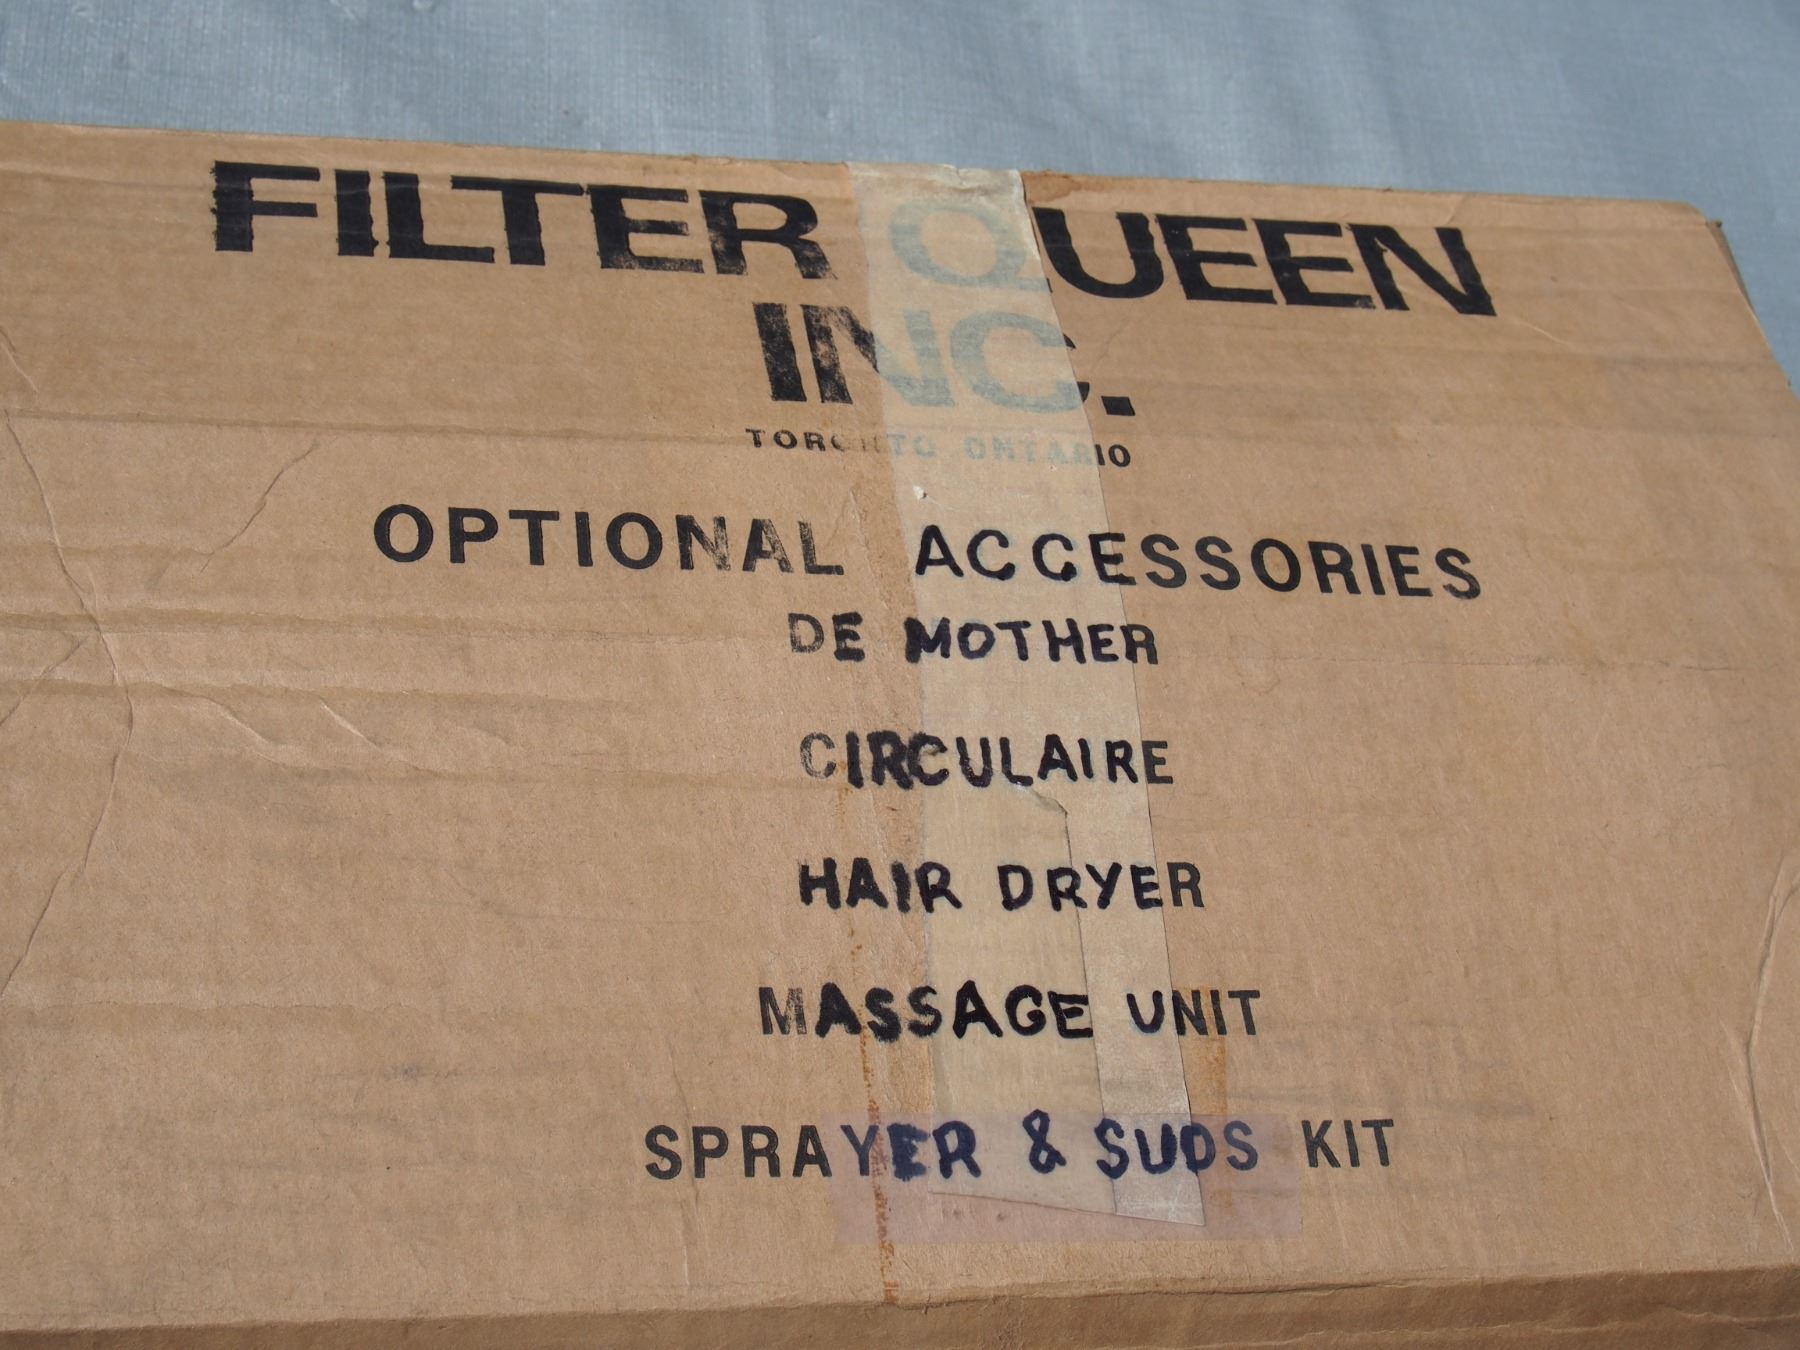 FILTER QUEEN
INC.
TORONTO ONTARIO
OPTIONAL ACCESSORIES
DE MOTHER
CIRCULAIRE
HAIR DRYER
MASSAGE UNIT
SPRAYER & SUDS KIT